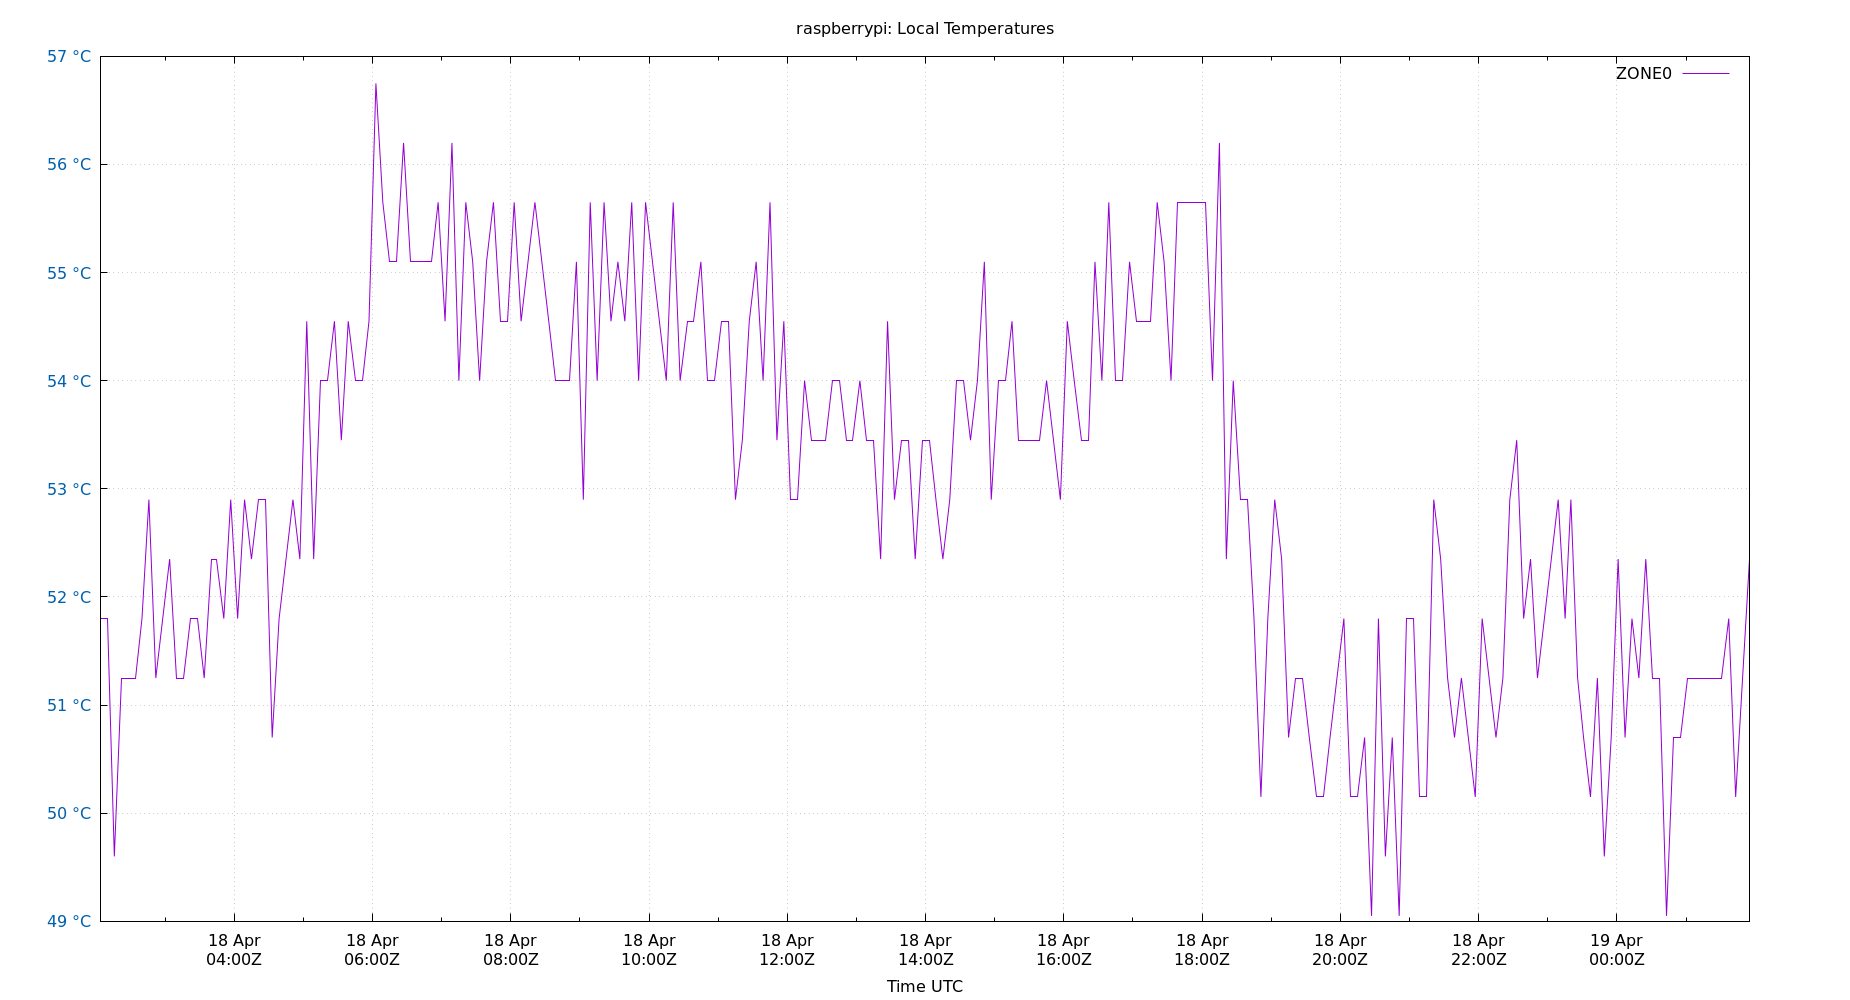 raspberrypi: Local Temperatures
ZONE0
57 °C
56 °C
55 °C
54 °C
53 °C
52 °C
51 °C
50 °C
49 °C
18 Apr 18 Apr 18 Apr 18 Apr 18 Apr 18 Apr 18 Apr 18 Apr 18 Apr 18 Apr 19 Apr
04:00Z 06:00Z 08:00Z 10:00Z 12:00Z 14:00Z 16:00Z 18:00Z 20:00Z 22:00Z 00:00Z
Time UTC